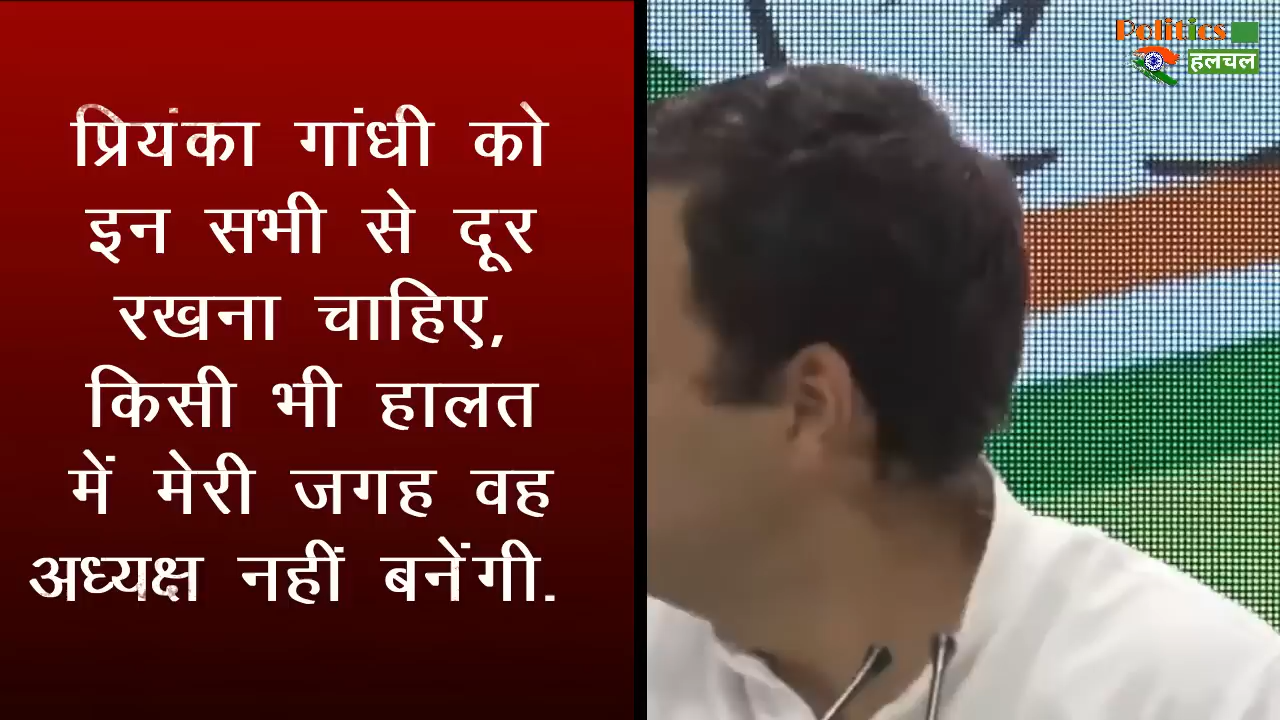 प्रियंका गांधी को
इन सभी से दूर
रखना चाहिए,
किसी भी हालत
में मेरी जगह वह
अध्यक्ष नहीं बनेंगी.
Politics
हलचल